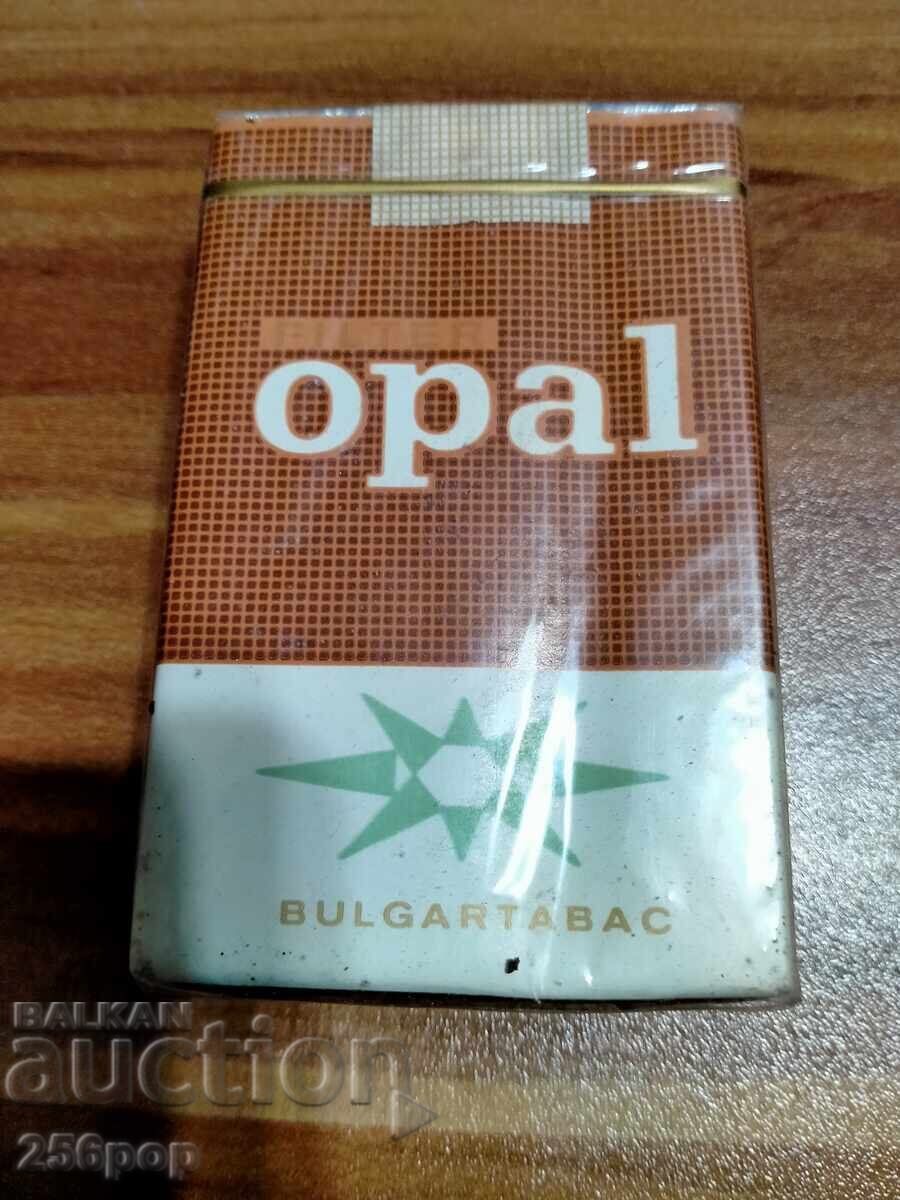 FILTER
opal
BULGARTABAC
BALKAN
auction
256pop